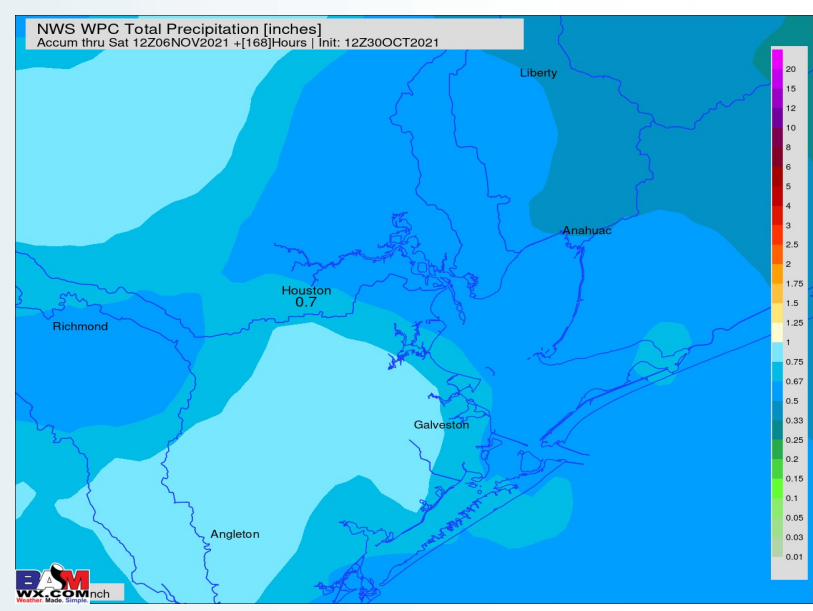 NWS WPC Total Precipitation [inches]
Accum thru Sat 12Z06NOV2021 +[168]Hours | Init: 12Z30OCT2021
Liberty
Anahuac
Houston
0.7
Richmond
Galveston
Angleton
20
15
12
10
8
6
5
4
3
2.5
2
1.75
1.5
1.25
1
0.75
0.67
0.5
0.33
0.25
0.2
0.15
0.1
0.05
0.03
0.01
BAM
WX.COM nch
Weather. Made. Simple.